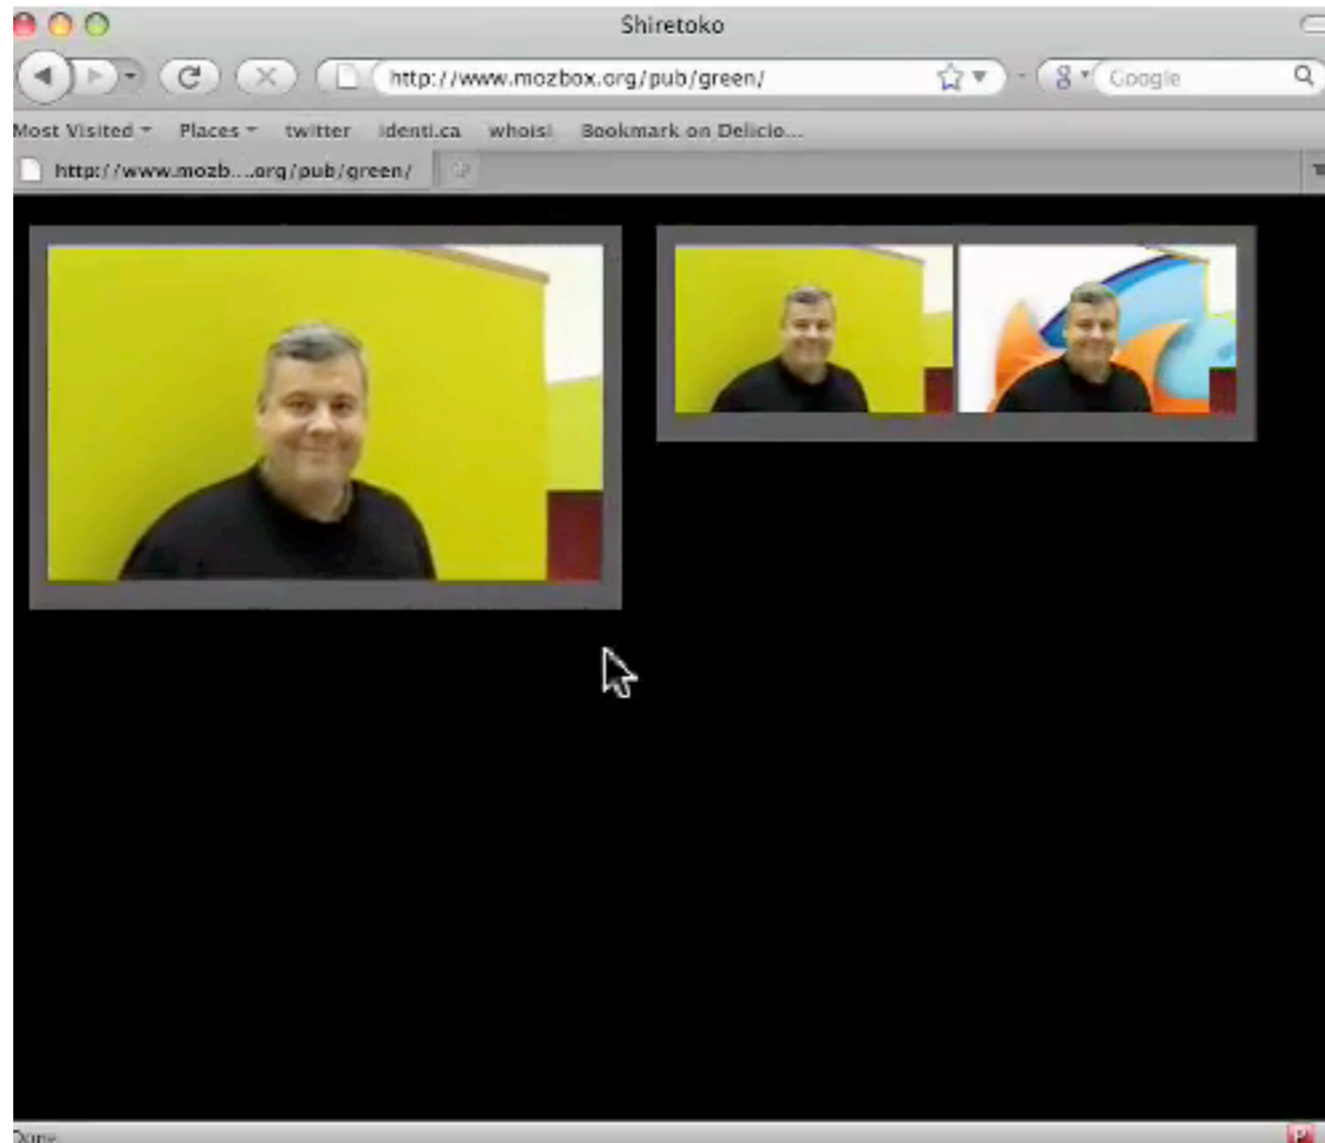 Shiretoko
http://www.mozbox.org/pub/green/ Google
Most Visited Places twitter identi.ca whoisi Bookmark on Delicio...
http://www.mozb....org/pub/green/
Done